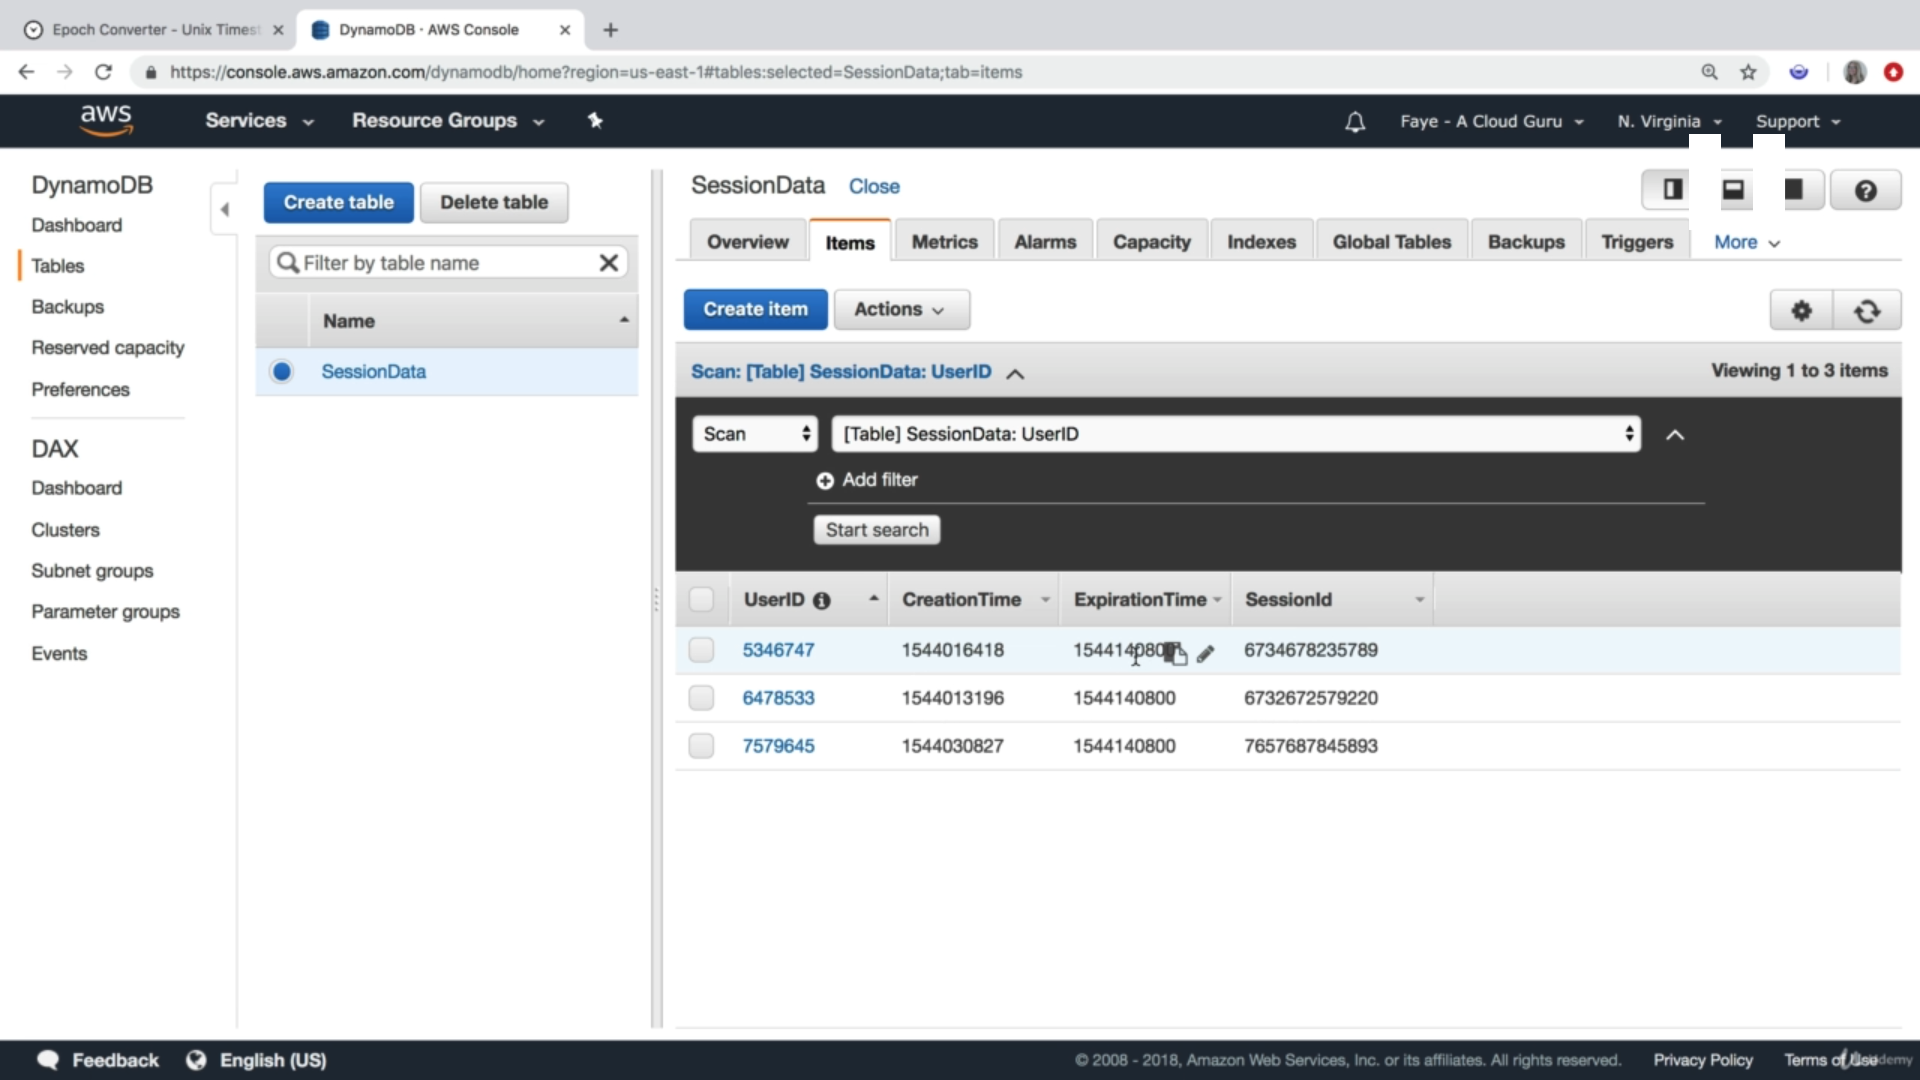 Epoch Converter - Unix Timest
DynamoDB · AWS Console
https://console.aws.amazon.com/dynamodb/home?region=us-east-1#tables:selected=SessionData;tab=items
aws
Services
Resource Groups
Faye - A Cloud Guru
N. Virginia
Support
DynamoDB
Dashboard
Tables
Backups
Reserved capacity
Preferences
DAX
Dashboard
Clusters
Subnet groups
Parameter groups
Events
Create table
Delete table
Filter by table name
Name
SessionData
SessionData Close
Overview Items Metrics Alarms Capacity Indexes Global Tables Backups Triggers More
Create item Actions
Scan: [Table] SessionData: UserID
Viewing 1 to 3 items
Scan [Table] SessionData: UserID
Add filter
Start search
UserID CreationTime ExpirationTime SessionId
5346747 1544016418 1544140800 6734678235789
6478533 1544013196 1544140800 6732672579220
7579645 1544030827 1544140800 7657687845893
Feedback English (US)
© 2008 - 2018, Amazon Web Services, Inc. or its affiliates. All rights reserved. Privacy Policy Terms of Use